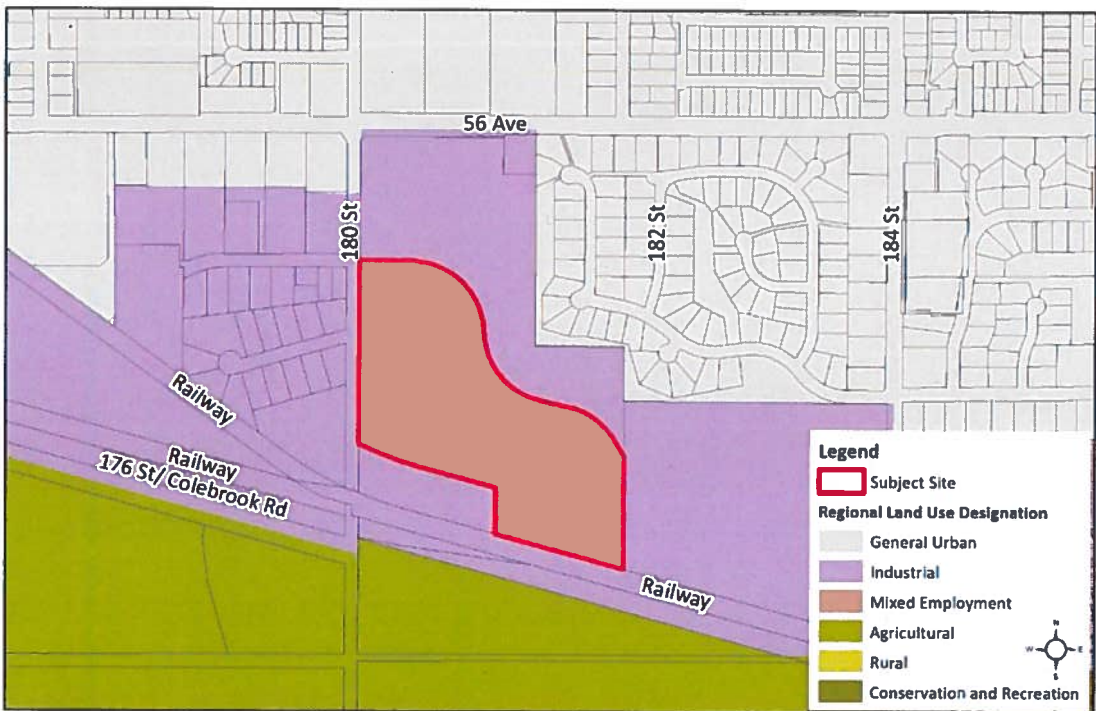 56 Ave
180 St
182 St
184 St
Railway
Railway
176 St/ Colebrook Rd
Railway
Legend
Subject Site
Regional Land Use Designation
General Urban
Industrial
Mixed Employment
Agricultural
Rural
Conservation and Recreation
N
W E
S